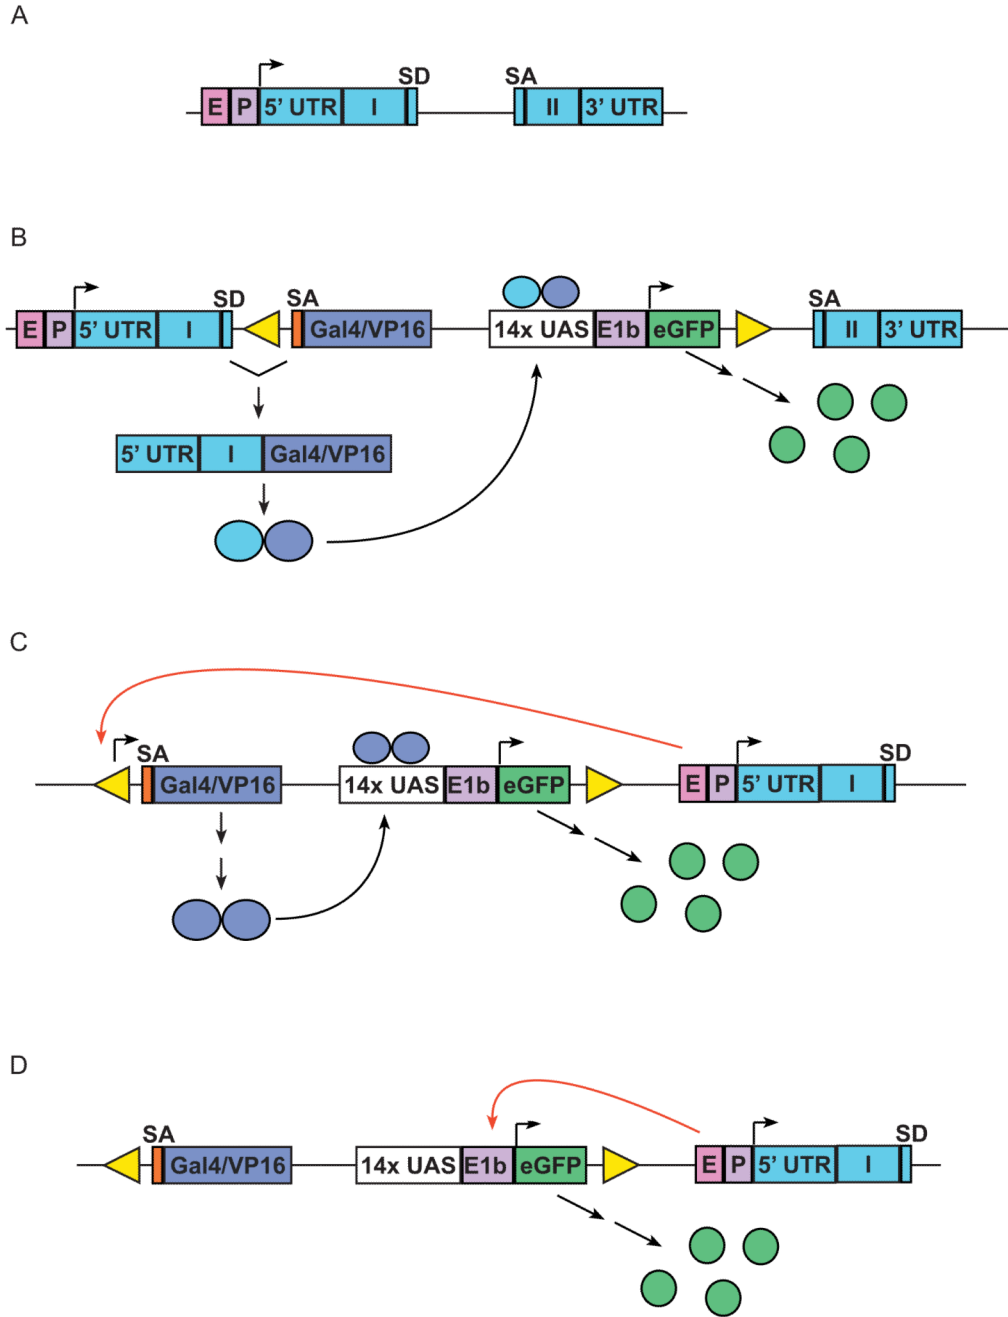 A
SD SA
E P 5' UTR I II 3' UTR
B
SD SA SA
E P 5' UTR I Gal4/VP16 14x UAS E1b eGFP II 3' UTR
5' UTR I Gal4/VP16
C
SA SD
Gal4/VP16 14x UAS E1b eGFP E P 5' UTR I
D
SA SD
Gal4/VP16 14x UAS E1b eGFP E P 5' UTR I